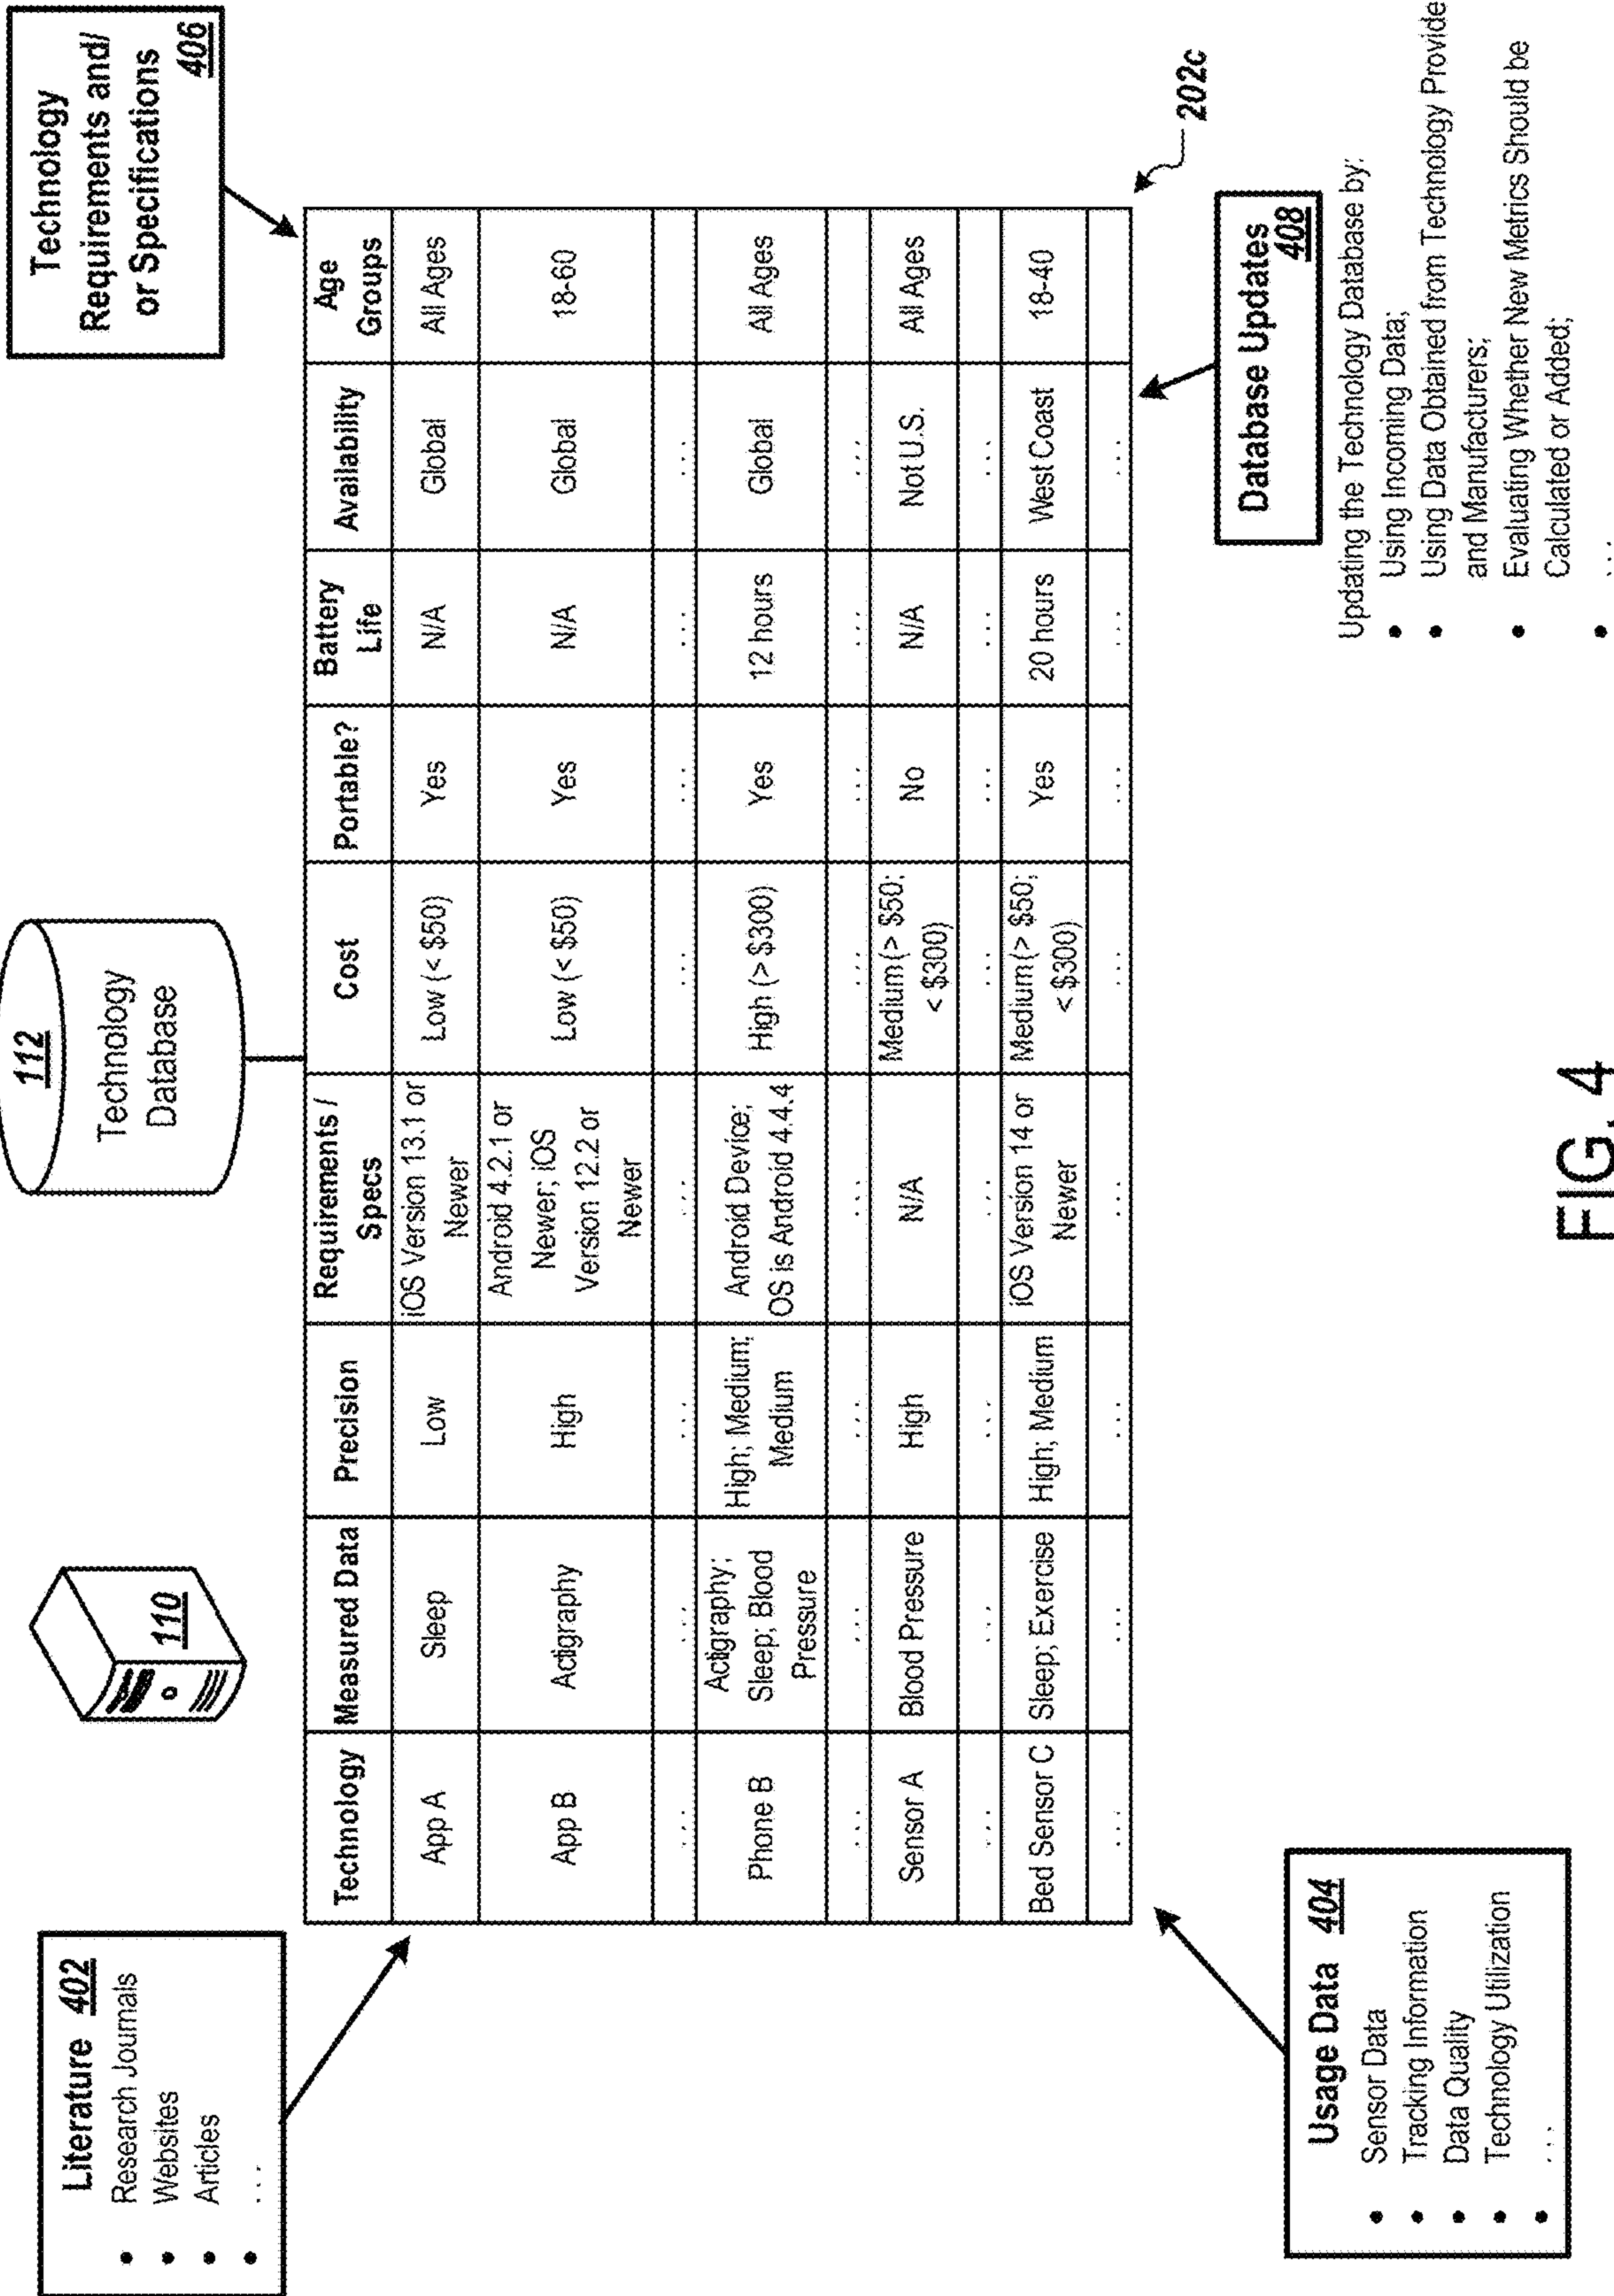 Literature 402
• Research Journals
• Websites
• Articles
• ...
110
112
Technology
Database
Technology
Requirements and/
or Specifications
406
Technology
Measured Data
Precision
Requirements /
Specs
Cost
Portable?
Battery
Life
Availability
Age
Groups
App A
Sleep
Low
iOS Version 13.1 or
Newer
Low (< $50)
Yes
N/A
Global
All Ages
App B
Actigraphy
High
Android 4.2.1 or
Newer; iOS
Version 12.2 or
Newer
Low (< $50)
Yes
N/A
Global
18-60
... ... ... ... ... ... ... ... ...
Phone B
Actigraphy;
Sleep; Blood
Pressure
High; Medium;
Medium
Android Device;
OS is Android 4.4.4
High (> $300)
Yes
12 hours
Global
All Ages
... ... ... ... ... ... ... ...
Sensor A
Blood Pressure
High
N/A
Medium(> $50;
< $300)
No
N/A
Not U.S.
All Ages
... ... ... ... ... ... ... ...
Bed Sensor C
Sleep; Exercise
High; Medium
iOS Version 14 or
Newer
Medium(> $50;
< $300)
Yes
20 hours
West Coast
18-40
... ... ... ... ... ... ... ...
202c
Usage Data 404
• Sensor Data
• Tracking Information
• Data Quality
• Technology Utilization
• ...
Database Updates
408
Updating the Technology Database by:
• Using Incoming Data;
• Using Data Obtained from Technology Provide
and Manufacturers;
• Evaluating Whether New Metrics Should be
Calculated or Added;
• ...
FIG. 4